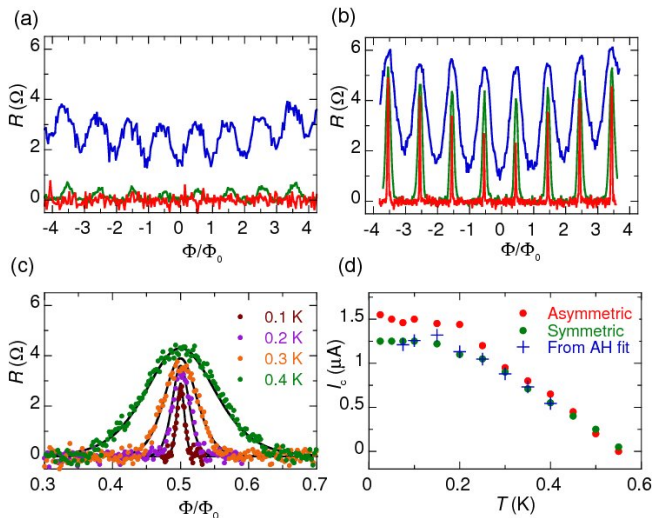 (a)
6
4
2
0
R (Ω)
-4 -3 -2 -1 0 1 2 3 4
Φ/Φ₀
(b)
6
4
2
0
R (Ω)
-4 -3 -2 -1 0 1 2 3 4
Φ/Φ₀
(c)
6
4
2
0
R (Ω)
0.1 K
0.2 K
0.3 K
0.4 K
0.3 0.4 0.5 0.6 0.7
Φ/Φ₀
(d)
1.5
1
0.5
0
I_c (μA)
Asymmetric
Symmetric
From AH fit
0 0.2 0.4 0.6
T (K)